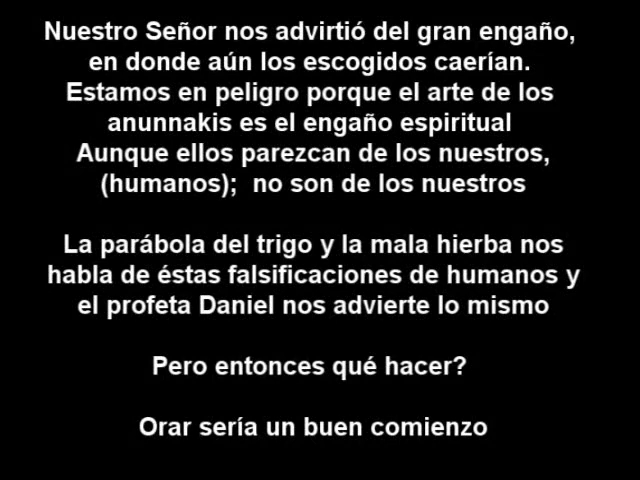 Nuestro Señor nos advirtió del gran engaño,
en donde aún los escogidos caerían.
Estamos en peligro porque el arte de los
anunnakis es el engaño espiritual
Aunque ellos parezcan de los nuestros,
(humanos);  no son de los nuestros
La parábola del trigo y la mala hierba nos
habla de éstas falsificaciones de humanos y
el profeta Daniel nos advierte lo mismo
Pero entonces qué hacer?
Orar sería un buen comienzo